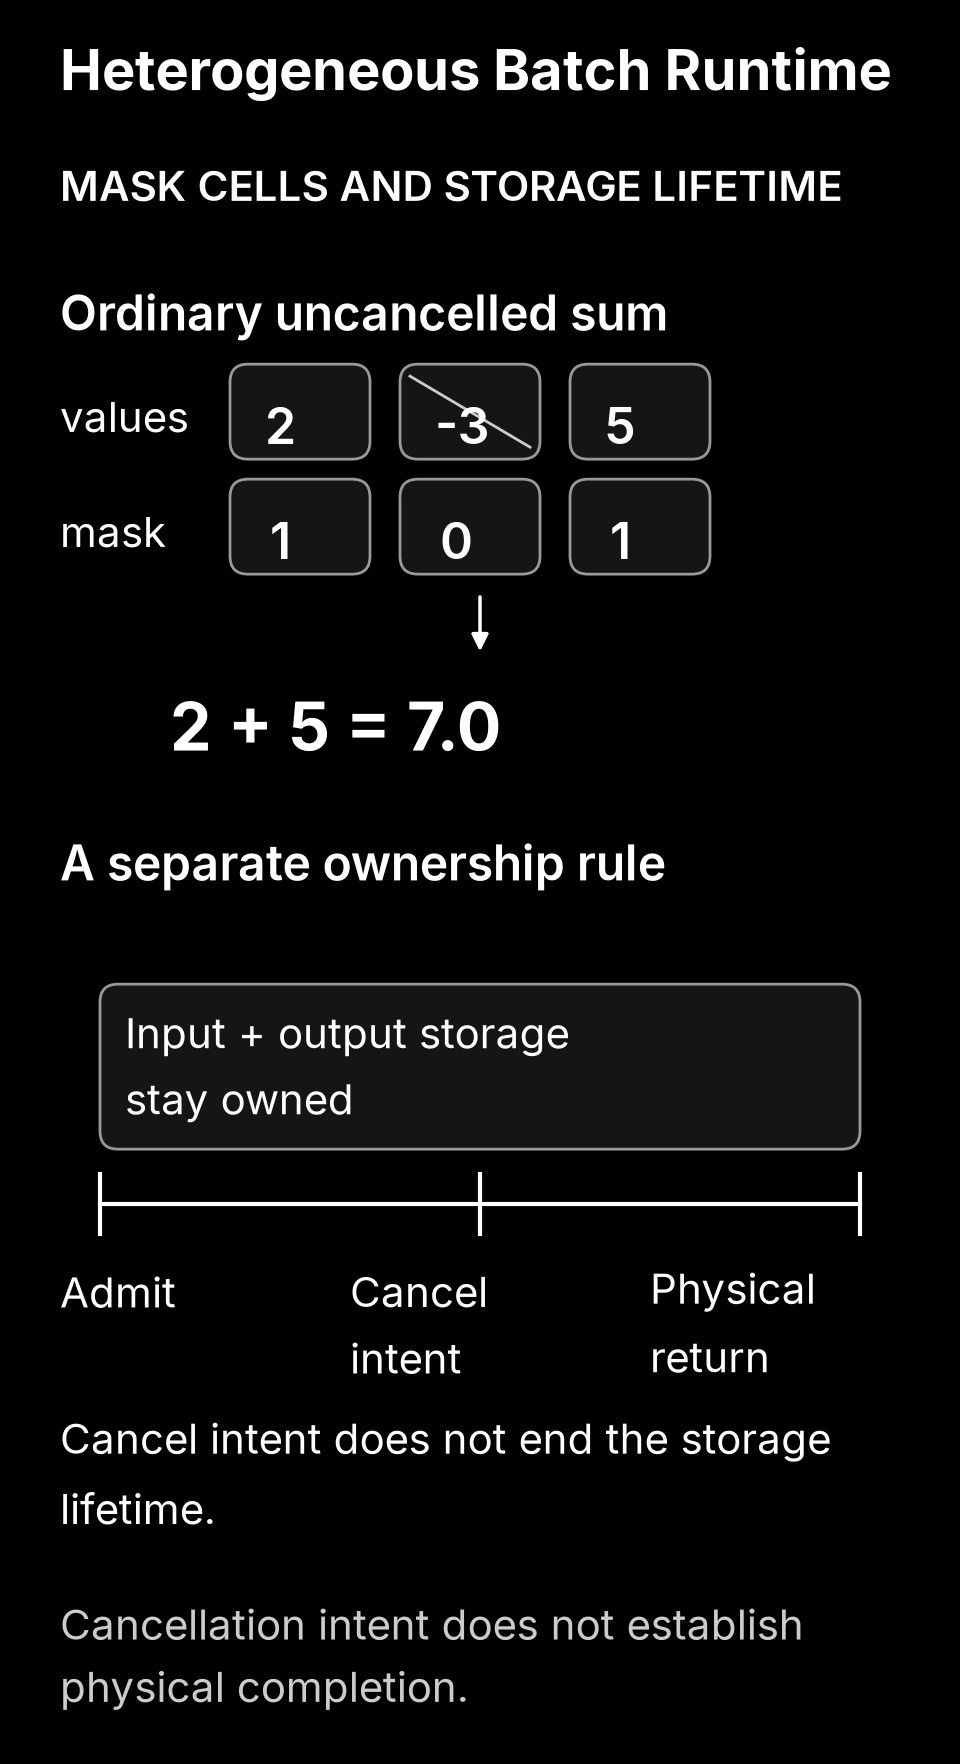 Heterogeneous Batch Runtime
MASK CELLS AND STORAGE LIFETIME
Ordinary uncancelled sum
values 2 -3 5
mask 1 0 1
2 + 5 = 7.0
A separate ownership rule
Input + output storage
stay owned
Admit Cancel Physical
intent return
Cancel intent does not end the storage
lifetime.
Cancellation intent does not establish
physical completion.